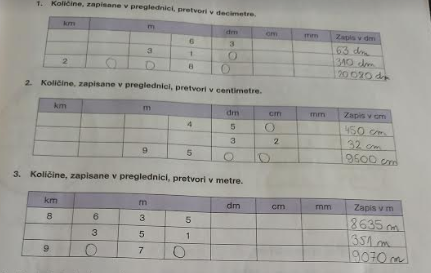 1. Količine, zapisane v preglednici, pretvori v decimetre.
km m dm cm mm Zapis v dm
6 3 63 dm
3 1 0 310 dm
2 0 0 6 0 20060 dm
2. Količine, zapisane v preglednici, pretvori v centimetre.
km m dm cm mm Zapis v cm
4 5 0 450 cm
3 2 32 cm
9 5 0 0 9500 cm
3. Količine, zapisane v preglednici, pretvori v metre.
km m dm cm mm Zapis v m
8 6 3 5 8635 m
3 5 1 351 m
9 0 7 0 9070 m